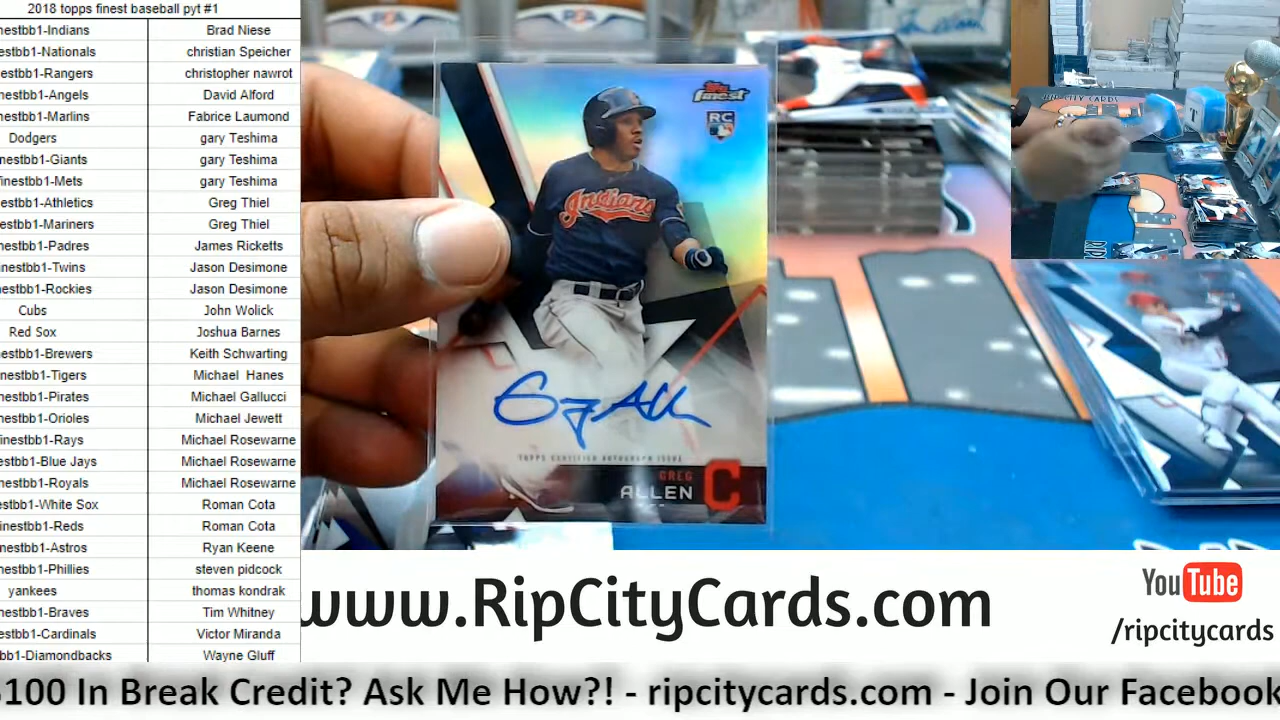 2018 topps finest baseball pyt #1
nestbb1-Indians Brad Niese
nestbb1-Nationals christian Speicher
estbb1-Rangers christopher nawrot
nestbb1-Angels David Alford
nestbb1-Marlins Fabrice Laumond
Dodgers gary Teshima
nestbb1-Giants gary Teshima
finestbb1-Mets gary Teshima
estbb1-Athletics Greg Thiel
estbb1-Mariners Greg Thiel
nestbb1-Padres James Ricketts
inestbb1-Twins Jason Desimone
nestbb1-Rockies Jason Desimone
Cubs John Wolick
Red Sox Joshua Barnes
estbb1-Brewers Keith Schwarting
nestbb1-Tigers Michael Hanes
nestbb1-Pirates Michael Gallucci
nestbb1-Orioles Michael Jewett
inestbb1-Rays Michael Rosewarne
estbb1-Blue Jays Michael Rosewarne
nestbb1-Royals Michael Rosewarne
estbb1-White Sox Roman Cota
inestbb1-Reds Roman Cota
nestbb1-Astros Ryan Keene
nestbb1-Phillies steven pidcock
yankees thomas kondrak
nestbb1-Braves Tim Whitney
estbb1-Cardinals Victor Miranda
bb1-Diamondbacks Wayne Gluff
Topps
finest
RC
Indians
Greg Allen
TOPPS CERTIFIED AUTOGRAPH ISSUE
GREG
ALLEN
C
RIP CITY CARDS
www.RipCityCards.com
YouTube
/ripcitycards
$100 In Break Credit? Ask Me How?! - ripcitycards.com - Join Our Facebook